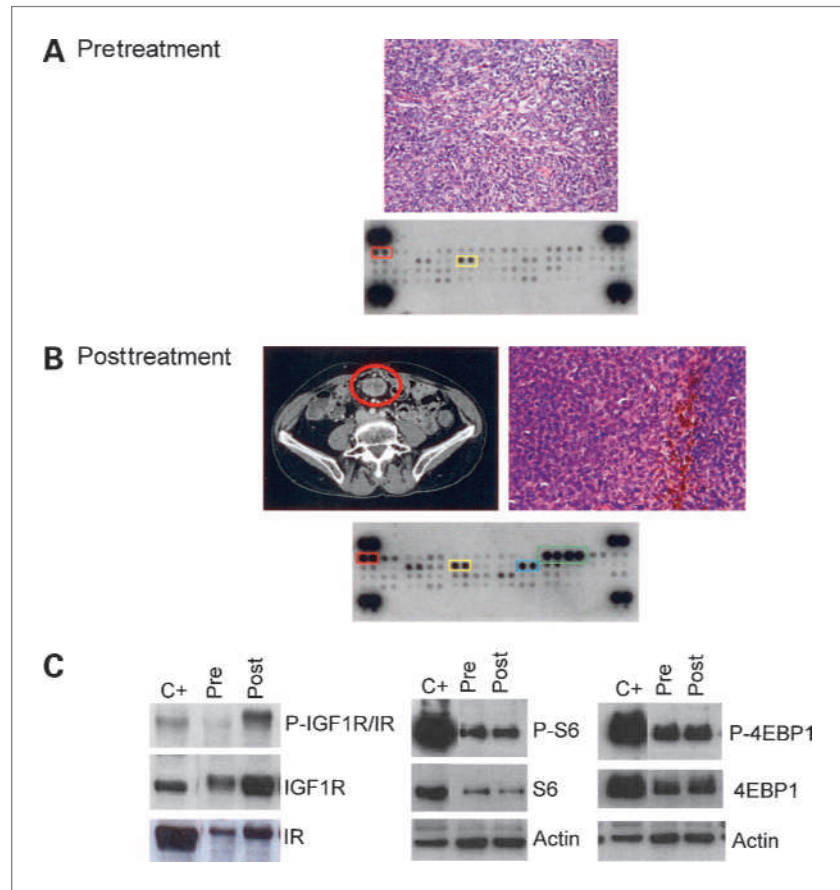 A Pretreatment
B Posttreatment
C
C+ Pre Post
P-IGF1R/IR
IGF1R
IR
C+ Pre Post
P-S6
S6
Actin
C+ Pre Post
P-4EBP1
4EBP1
Actin